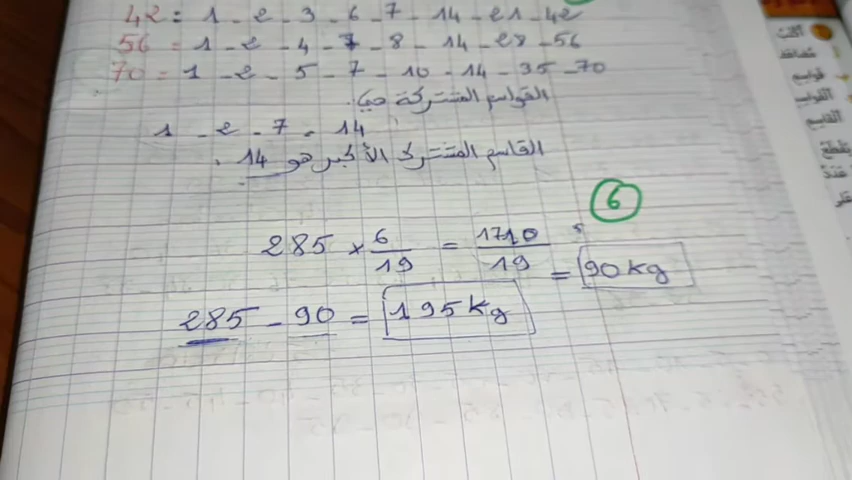 42 = 1 - 2 - 3 - 6 - 7 - 14 - 21 - 42
56 = 1 - 2 - 4 - 7 - 8 - 14 - 28 - 56
70 = 1 - 2 - 5 - 7 - 10 - 14 - 35 - 70
القواسم المشتركة هي:
1 - 2 - 7 - 14
القاسم المشترك الأكبر هو 14.
6
285 × 6/19 = 1710/19 = 90 kg
285 - 90 = 195 kg